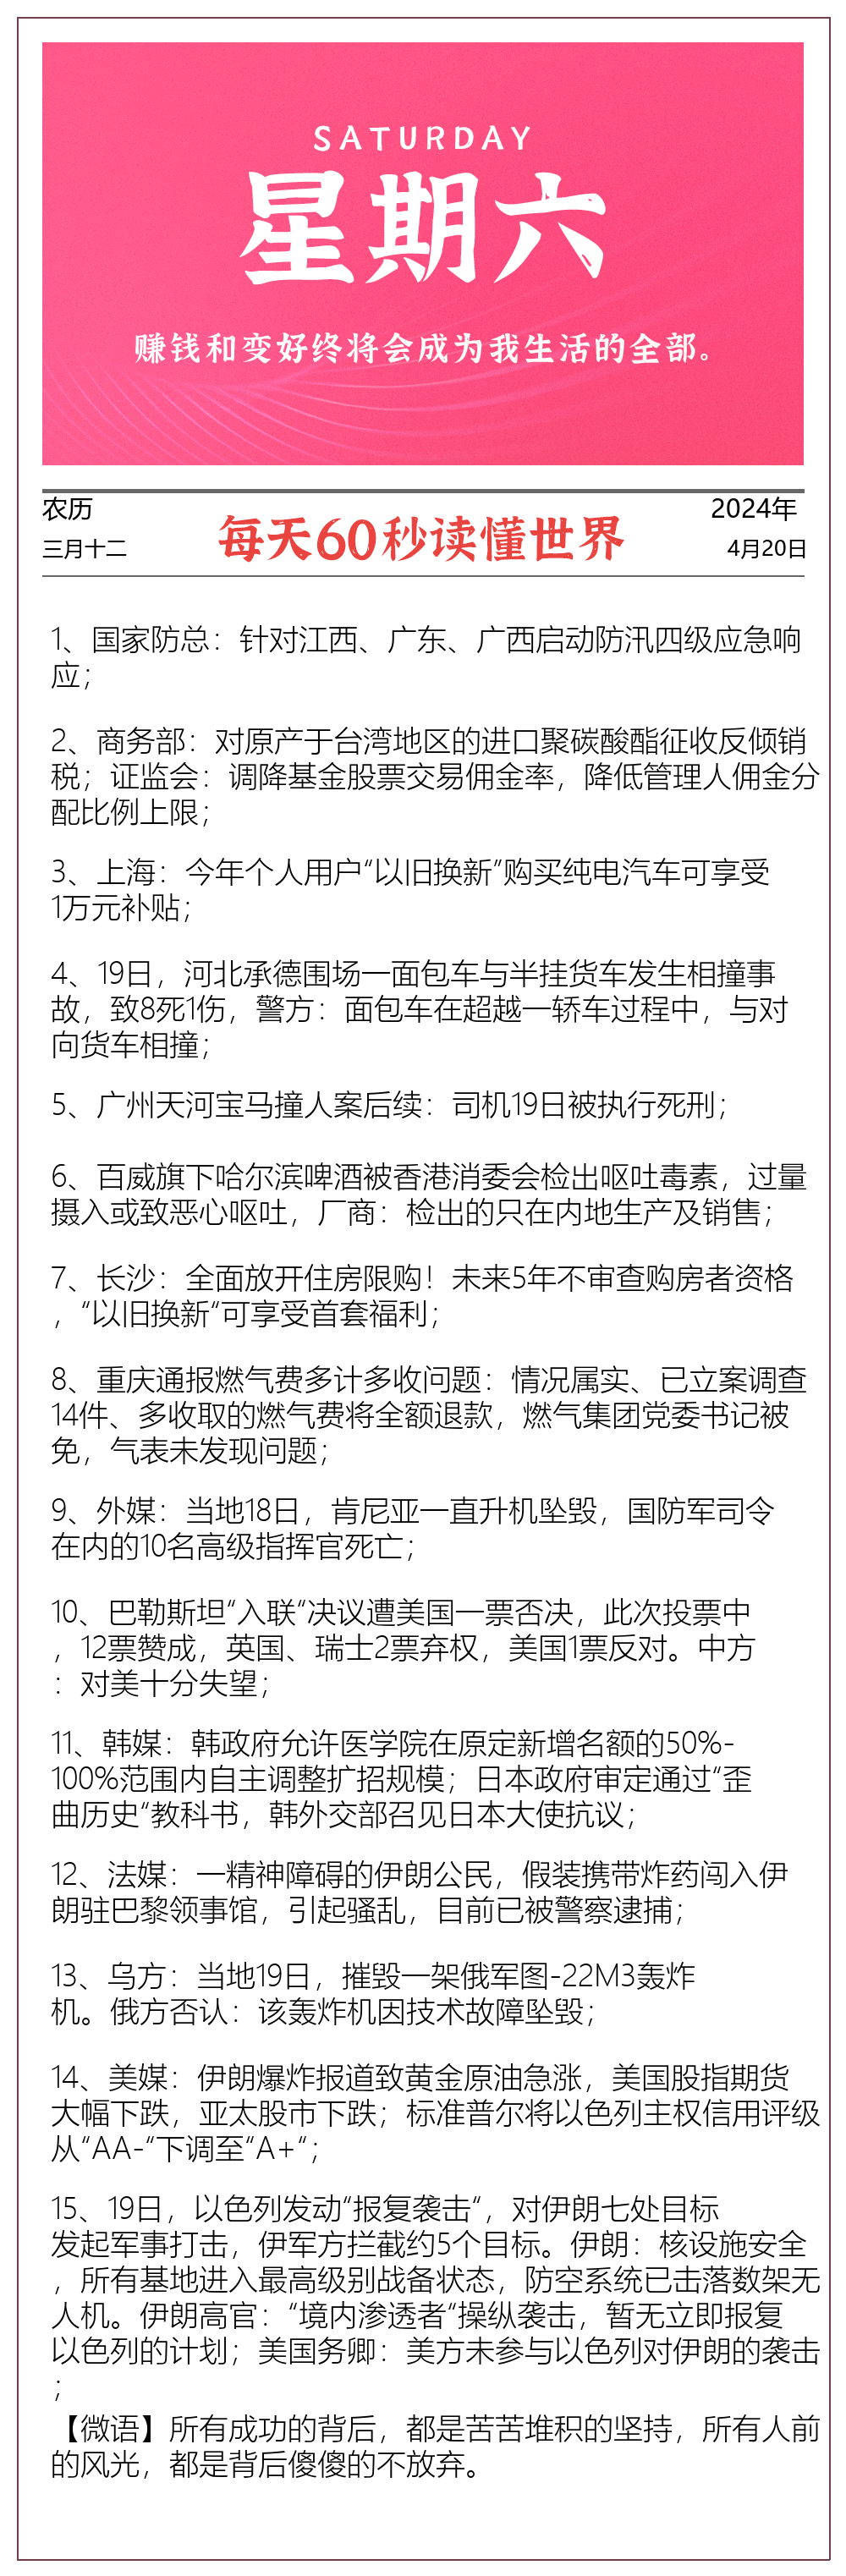 SATURDAY
星期六
赚钱和变好终将会成为我生活的全部。
农历
2024年
三月十二
每天60秒读懂世界
4月20日
1、国家防总：针对江西、广东、广西启动防汛四级应急响
应；
2、商务部：对原产于台湾地区的进口聚碳酸酯征收反倾销
税；证监会：调降基金股票交易佣金率，降低管理人佣金分
配比例上限；
3、上海：今年个人用户“以旧换新”购买纯电汽车可享受
1万元补贴；
4、19日，河北承德围场一面包车与半挂货车发生相撞事
故，致8死1伤，警方：面包车在超越一轿车过程中，与对
向货车相撞；
5、广州天河宝马撞人案后续：司机19日被执行死刑；
6、百威旗下哈尔滨啤酒被香港消委会检出呕吐毒素，过量
摄入或致恶心呕吐，厂商：检出的只在内地生产及销售；
7、长沙：全面放开住房限购！未来5年不审查购房者资格
，“以旧换新“可享受首套福利；
8、重庆通报燃气费多计多收问题：情况属实、已立案调查
14件、多收取的燃气费将全额退款，燃气集团党委书记被
免，气表未发现问题；
9、外媒：当地18日，肯尼亚一直升机坠毁，国防军司令
在内的10名高级指挥官死亡；
10、巴勒斯坦“入联“决议遭美国一票否决，此次投票中
，12票赞成，英国、瑞士2票弃权，美国1票反对。中方
：对美十分失望；
11、韩媒：韩政府允许医学院在原定新增名额的50%-
100%范围内自主调整扩招规模；日本政府审定通过“歪
曲历史“教科书，韩外交部召见日本大使抗议；
12、法媒：一精神障碍的伊朗公民，假装携带炸药闯入伊
朗驻巴黎领事馆，引起骚乱，目前已被警察逮捕；
13、乌方：当地19日，摧毁一架俄军图-22M3轰炸
机。俄方否认：该轰炸机因技术故障坠毁；
14、美媒：伊朗爆炸报道致黄金原油急涨，美国股指期货
大幅下跌，亚太股市下跌；标准普尔将以色列主权信用评级
从“AA-“下调至“A+“；
15、19日，以色列发动“报复袭击“，对伊朗七处目标
发起军事打击，伊军方拦截约5个目标。伊朗：核设施安全
，所有基地进入最高级别战备状态，防空系统已击落数架无
人机。伊朗高官：“境内渗透者“操纵袭击，暂无立即报复
以色列的计划；美国务卿：美方未参与以色列对伊朗的袭击
；
【微语】所有成功的背后，都是苦苦堆积的坚持，所有人前
的风光，都是背后傻傻的不放弃。